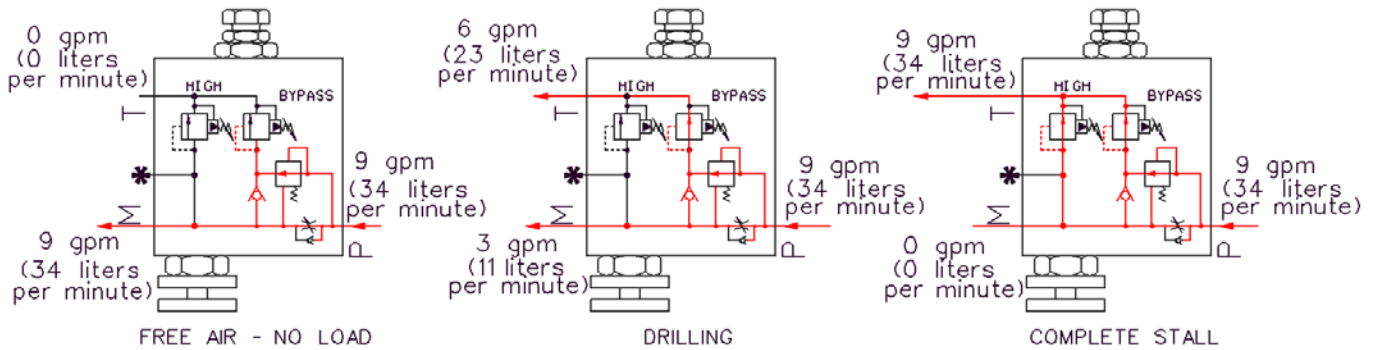 0 gpm
(0 liters
per minute)
HIGH
BYPASS
T
M
9 gpm
(34 liters
per minute)
P
9 gpm
(34 liters
per minute)
FREE AIR - NO LOAD
6 gpm
(23 liters
per minute)
HIGH
BYPASS
T
M
9 gpm
(34 liters
per minute)
P
3 gpm
(11 liters
per minute)
DRILLING
9 gpm
(34 liters
per minute)
HIGH
BYPASS
T
M
9 gpm
(34 liters
per minute)
P
0 gpm
(0 liters
per minute)
COMPLETE STALL